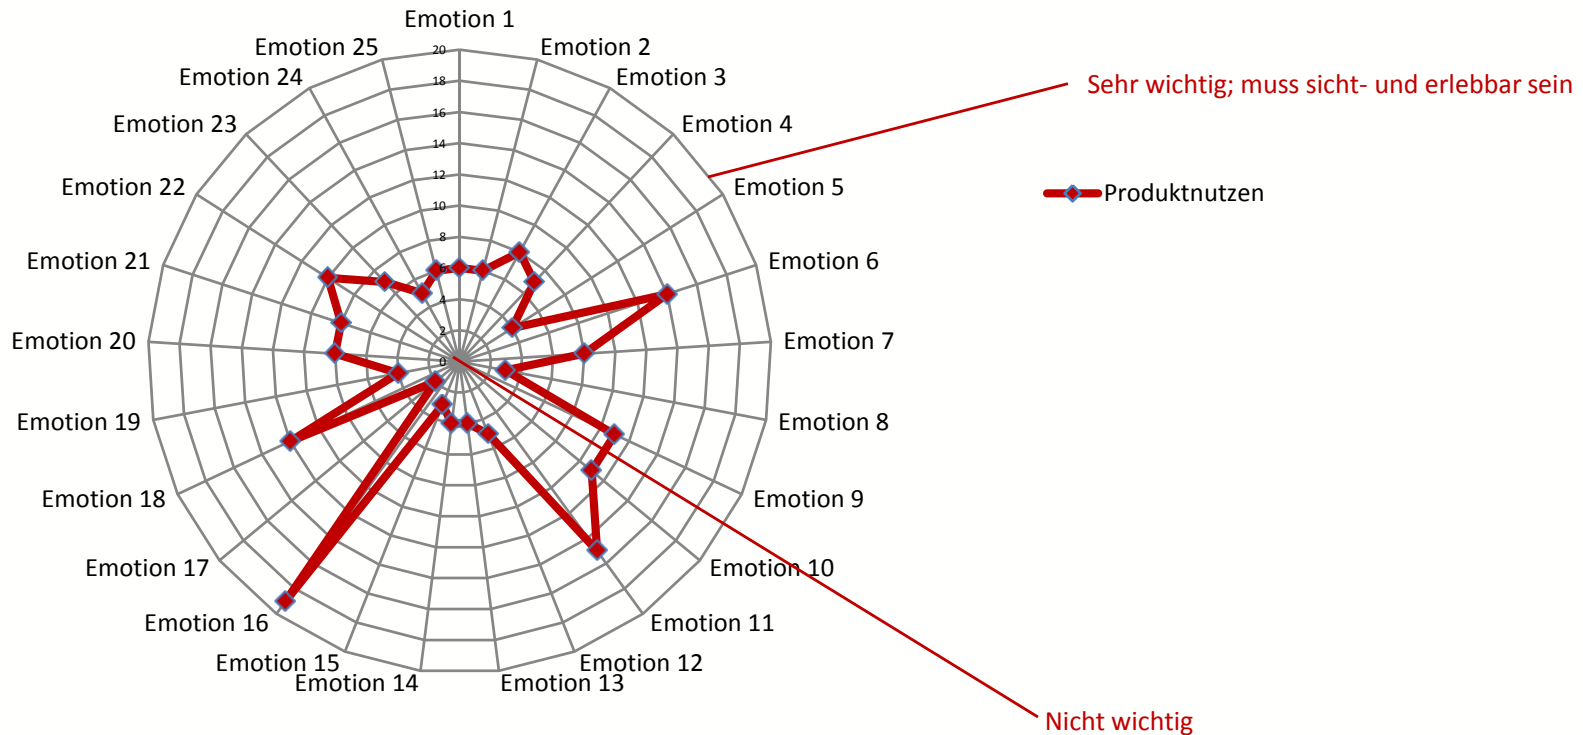 Emotion 1
Emotion 2
Emotion 3
Emotion 4
Emotion 5
Emotion 6
Emotion 7
Emotion 8
Emotion 9
Emotion 10
Emotion 11
Emotion 12
Emotion 13
Emotion 14
Emotion 15
Emotion 16
Emotion 17
Emotion 18
Emotion 19
Emotion 20
Emotion 21
Emotion 22
Emotion 23
Emotion 24
Emotion 25
20
18
16
14
12
10
8
6
4
2
0
Sehr wichtig; muss sicht- und erlebbar sein
Produktnutzen
Nicht wichtig